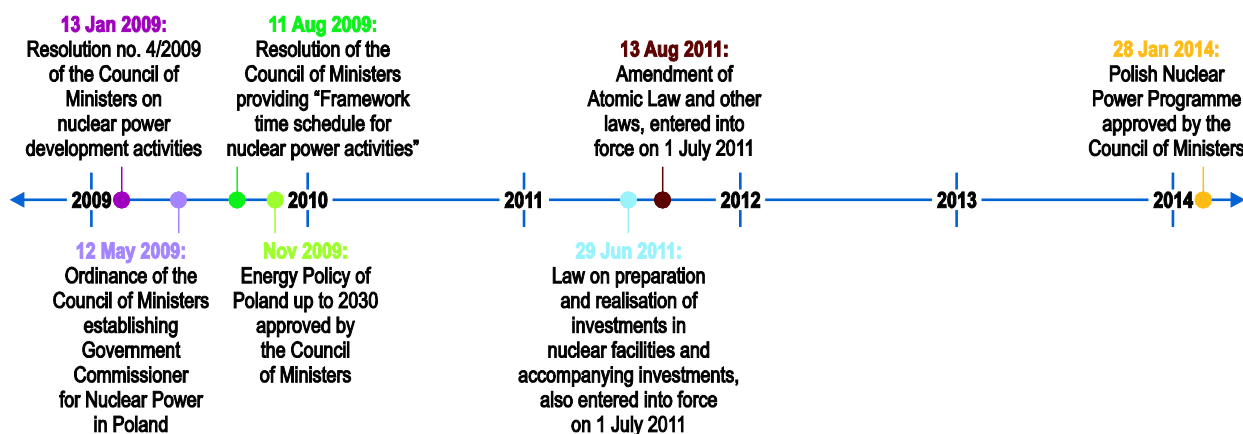 13 Jan 2009:
Resolution no. 4/2009
of the Council of
Ministers on
nuclear power
development activities
11 Aug 2009:
Resolution of the
Council of Ministers
providing “Framework
time schedule for
nuclear power activities”
13 Aug 2011:
Amendment of
Atomic Law and other
laws, entered into
force on 1 July 2011
28 Jan 2014:
Polish Nuclear
Power Programme
approved by the
Council of Ministers
2009
2010
2011
2012
2013
2014
12 May 2009:
Ordinance of the
Council of Ministers
establishing
Government
Commissioner
for Nuclear Power
in Poland
Nov 2009:
Energy Policy of
Poland up to 2030
approved by
the Council
of Ministers
29 Jun 2011:
Law on preparation
and realisation of
investments in
nuclear facilities and
accompanying investments,
also entered into force
on 1 July 2011